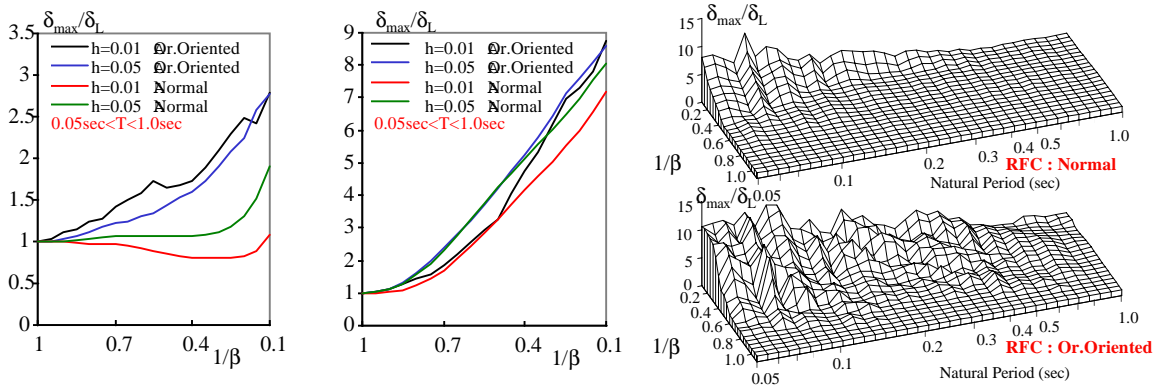 δmax/δL
3.5
3
2.5
2
1.5
1
0.5
0
h=0.01 Or.Oriented
h=0.05 Or.Oriented
h=0.01 Normal
h=0.05 Normal
0.05sec<T<1.0sec
1 0.7 0.4 0.1
1/β
δmax/δL
9
8
7
6
5
4
3
2
1
0
h=0.01 Or.Oriented
h=0.05 Or.Oriented
h=0.01 Normal
h=0.05 Normal
0.05sec<T<1.0sec
1 0.7 0.4 0.1
1/β
δmax/δL
15
10
5
0
0.2
0.4
0.6
0.8
1.0
1/β
0.05
0.1
0.2
0.3
0.4
0.5
1.0
RFC : Normal
Natural Period (sec)
δmax/δL
15
10
5
0
0.2
0.4
0.6
0.8
1.0
1/β
0.05
0.1
0.2
0.3
0.4
0.5
1.0
RFC : Or.Oriented
Natural Period (sec)